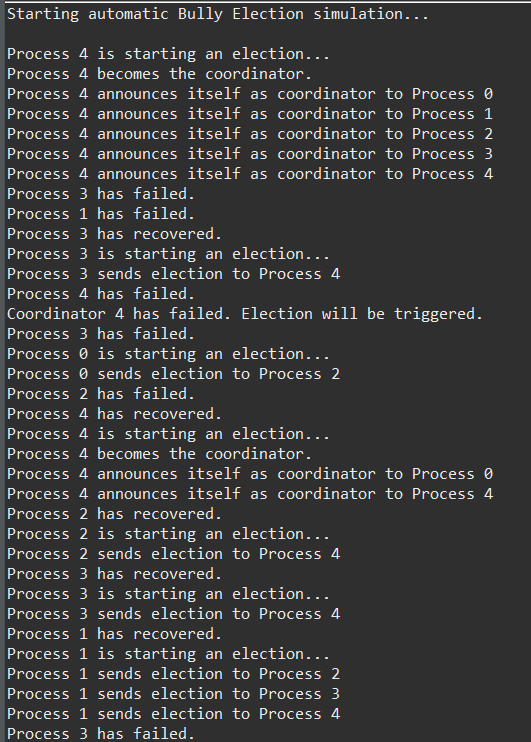 Starting automatic Bully Election simulation...
Process 4 is starting an election...
Process 4 becomes the coordinator.
Process 4 announces itself as coordinator to Process 0
Process 4 announces itself as coordinator to Process 1
Process 4 announces itself as coordinator to Process 2
Process 4 announces itself as coordinator to Process 3
Process 4 announces itself as coordinator to Process 4
Process 3 has failed.
Process 1 has failed.
Process 3 has recovered.
Process 3 is starting an election...
Process 3 sends election to Process 4
Process 4 has failed.
Coordinator 4 has failed. Election will be triggered.
Process 3 has failed.
Process 0 is starting an election...
Process 0 sends election to Process 2
Process 2 has failed.
Process 4 has recovered.
Process 4 is starting an election...
Process 4 becomes the coordinator.
Process 4 announces itself as coordinator to Process 0
Process 4 announces itself as coordinator to Process 4
Process 2 has recovered.
Process 2 is starting an election...
Process 2 sends election to Process 4
Process 3 has recovered.
Process 3 is starting an election...
Process 3 sends election to Process 4
Process 1 has recovered.
Process 1 is starting an election...
Process 1 sends election to Process 2
Process 1 sends election to Process 3
Process 1 sends election to Process 4
Process 3 has failed.